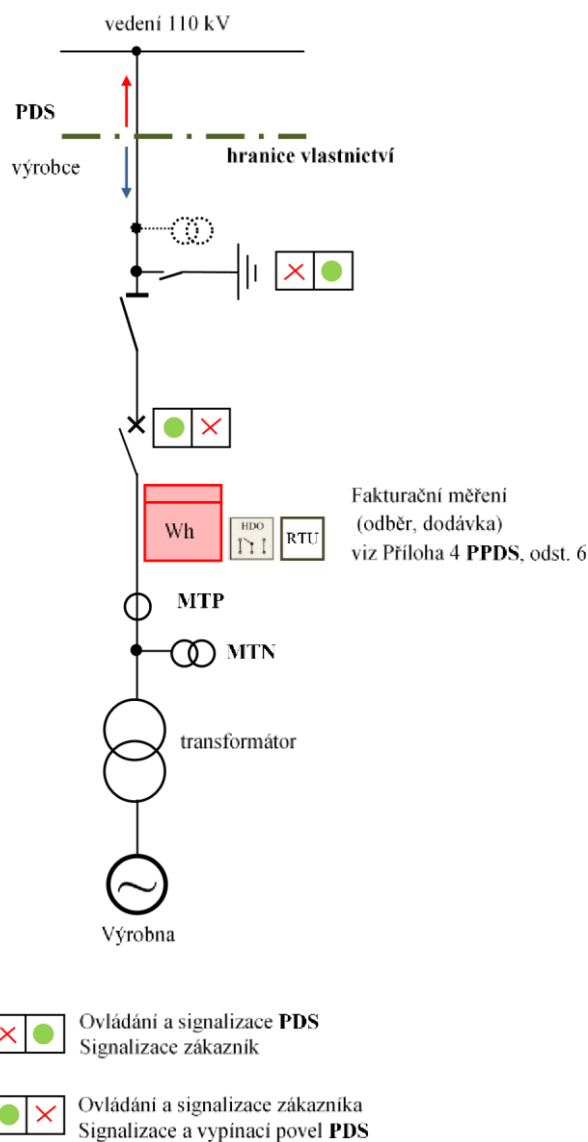 vedení 110 kV
PDS
výrobce
hranice vlastnictví
Wh
HDO
RTU
Fakturační měření
(odběr, dodávka)
viz Příloha 4 PPDS, odst. 6
MTP
MTN
transformátor
Výrobna
Ovládání a signalizace PDS
Signalizace zákazník
Ovládání a signalizace zákazníka
Signalizace a vypínací povel PDS